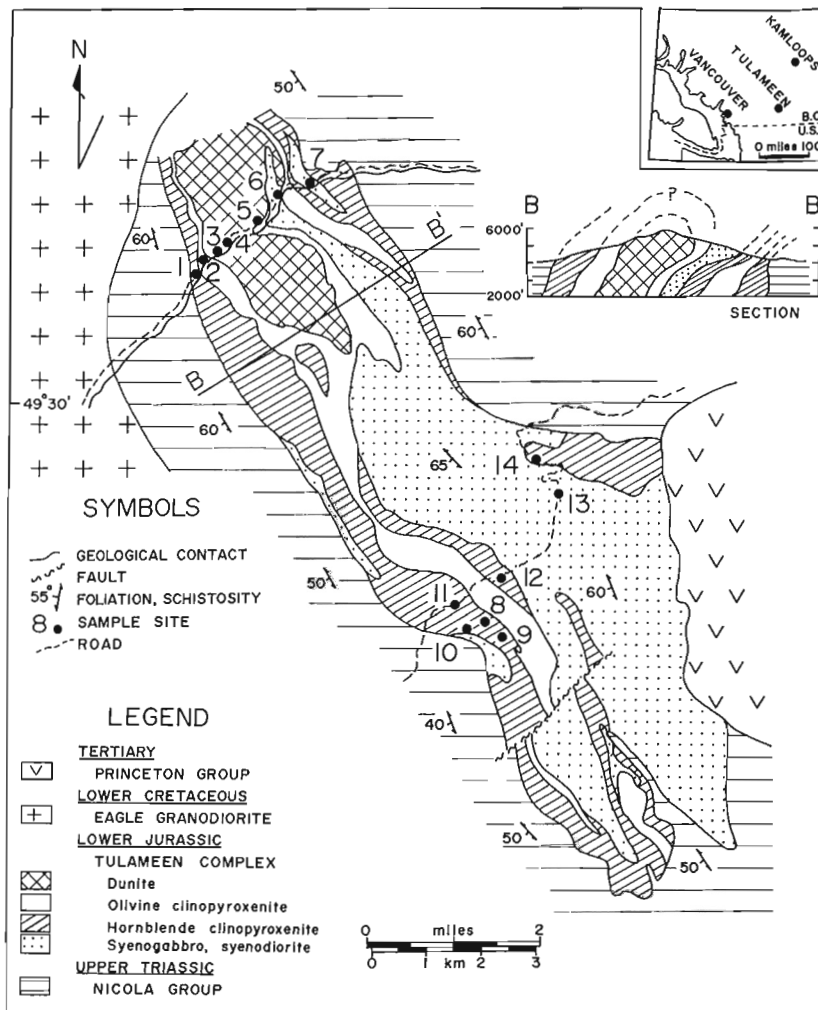 N
50
KAMLOOPS
TULAMEEN
VANCOUVER
B.C
U.S.
0 miles 100
7
6
5
60
3
4
1
2
B'
B
B
B'
6000'
2000'
?
SECTION
60
49°30'
60
65
14
13
SYMBOLS
GEOLOGICAL CONTACT
FAULT
55° FOLIATION, SCHISTOSITY
8 SAMPLE SITE
ROAD
50
12
60
11
8
9
10
40
LEGEND
TERTIARY
V PRINCETON GROUP
LOWER CRETACEOUS
+ EAGLE GRANODIORITE
LOWER JURASSIC
TULAMEEN COMPLEX
Dunite
Olivine clinopyroxenite
Hornblende clinopyroxenite
Syenogabbro, syenodiorite
UPPER TRIASSIC
NICOLA GROUP
50
50
0 miles 2
0 1 km 2 3